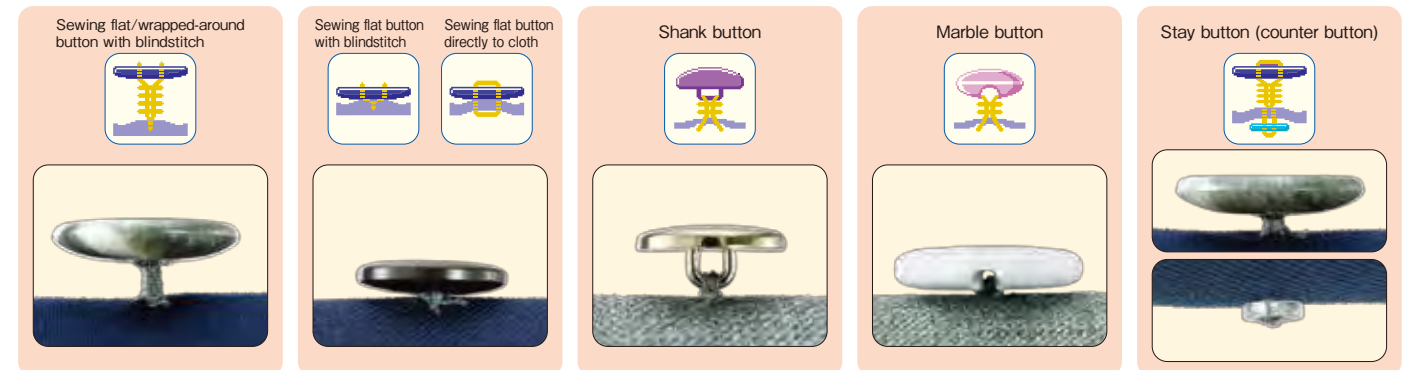 Sewing flat/wrapped-around
button with blindstitch
Sewing flat button
with blindstitch
Sewing flat button
directly to cloth
Shank button
Marble button
Stay button (counter button)